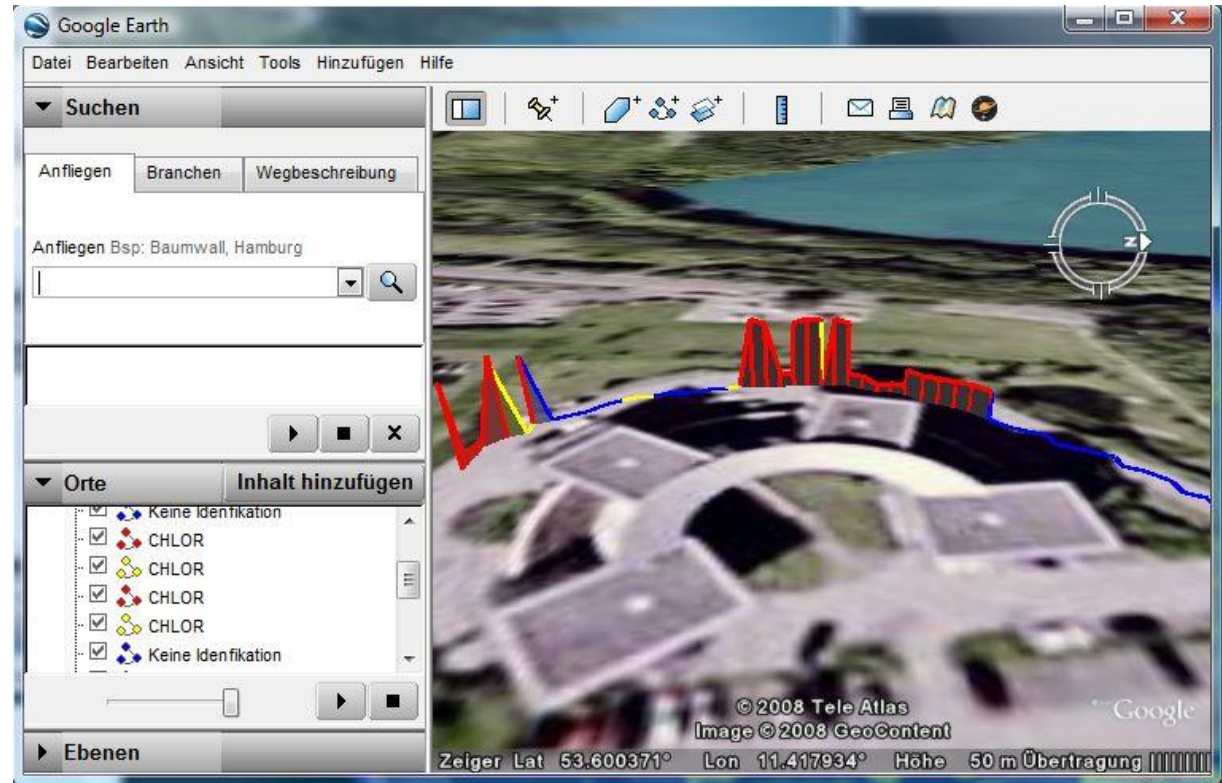 Google Earth
Datei Bearbeiten Ansicht Tools Hinzufügen Hilfe
Suchen
Anfliegen Branchen Wegbeschreibung
Anfliegen Bsp: Baumwall, Hamburg
Orte Inhalt hinzufügen
Keine Idenfikation
CHLOR
CHLOR
CHLOR
CHLOR
Keine Idenfikation
Ebenen
Z
© 2008 Tele Atlas
Image © 2008 GeoContent
Google
Zeiger Lat 53.600371° Lon 11.417934° Höhe 50 m Übertragung